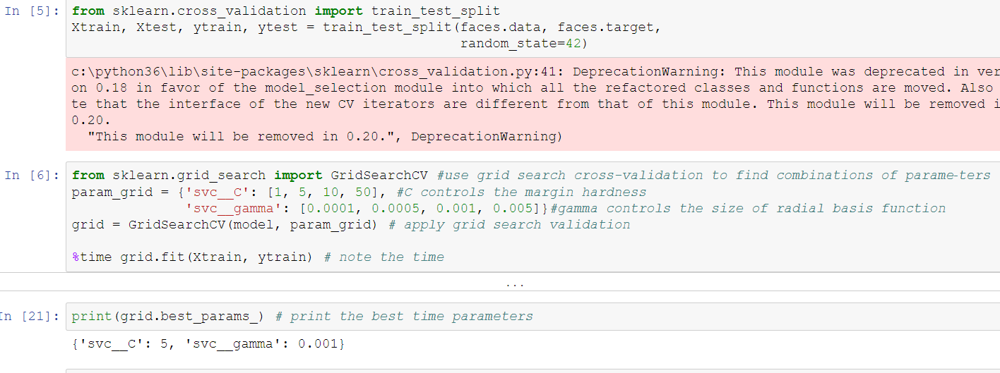 In [5]: from sklearn.cross_validation import train_test_split
Xtrain, Xtest, ytrain, ytest = train_test_split(faces.data, faces.target,
random_state=42)
c:\python36\lib\site-packages\sklearn\cross_validation.py:41: DeprecationWarning: This module was deprecated in ver
on 0.18 in favor of the model_selection module into which all the refactored classes and functions are moved. Also
te that the interface of the new CV iterators are different from that of this module. This module will be removed i
0.20.
"This module will be removed in 0.20.", DeprecationWarning)
In [6]: from sklearn.grid_search import GridSearchCV #use grid search cross-validation to find combinations of parame-ters
param_grid = {'svc__C': [1, 5, 10, 50], #C controls the margin hardness
'svc__gamma': [0.0001, 0.0005, 0.001, 0.005]}#gamma controls the size of radial basis function
grid = GridSearchCV(model, param_grid) # apply grid search validation
%time grid.fit(Xtrain, ytrain) # note the time
...
In [21]: print(grid.best_params_) # print the best time parameters
{'svc__C': 5, 'svc__gamma': 0.001}